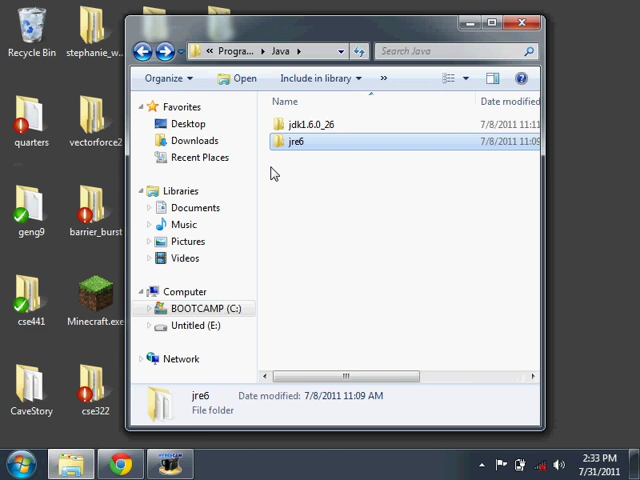 Recycle Bin
stephanie_w...
quarters
vectorforce2
geng9
barrier_burst
cse441
Minecraft.exe
CaveStory
cse322
« Progra... ▸ Java ▸
Search Java
Organize
Open
Include in library
»
Favorites
Desktop
Downloads
Recent Places
Libraries
Documents
Music
Pictures
Videos
Computer
BOOTCAMP (C:)
Untitled (E:)
Network
Name
Date modified
jdk1.6.0_26
7/8/2011 11:11
jre6
7/8/2011 11:09
jre6
Date modified: 7/8/2011 11:09 AM
File folder
2:33 PM
7/31/2011